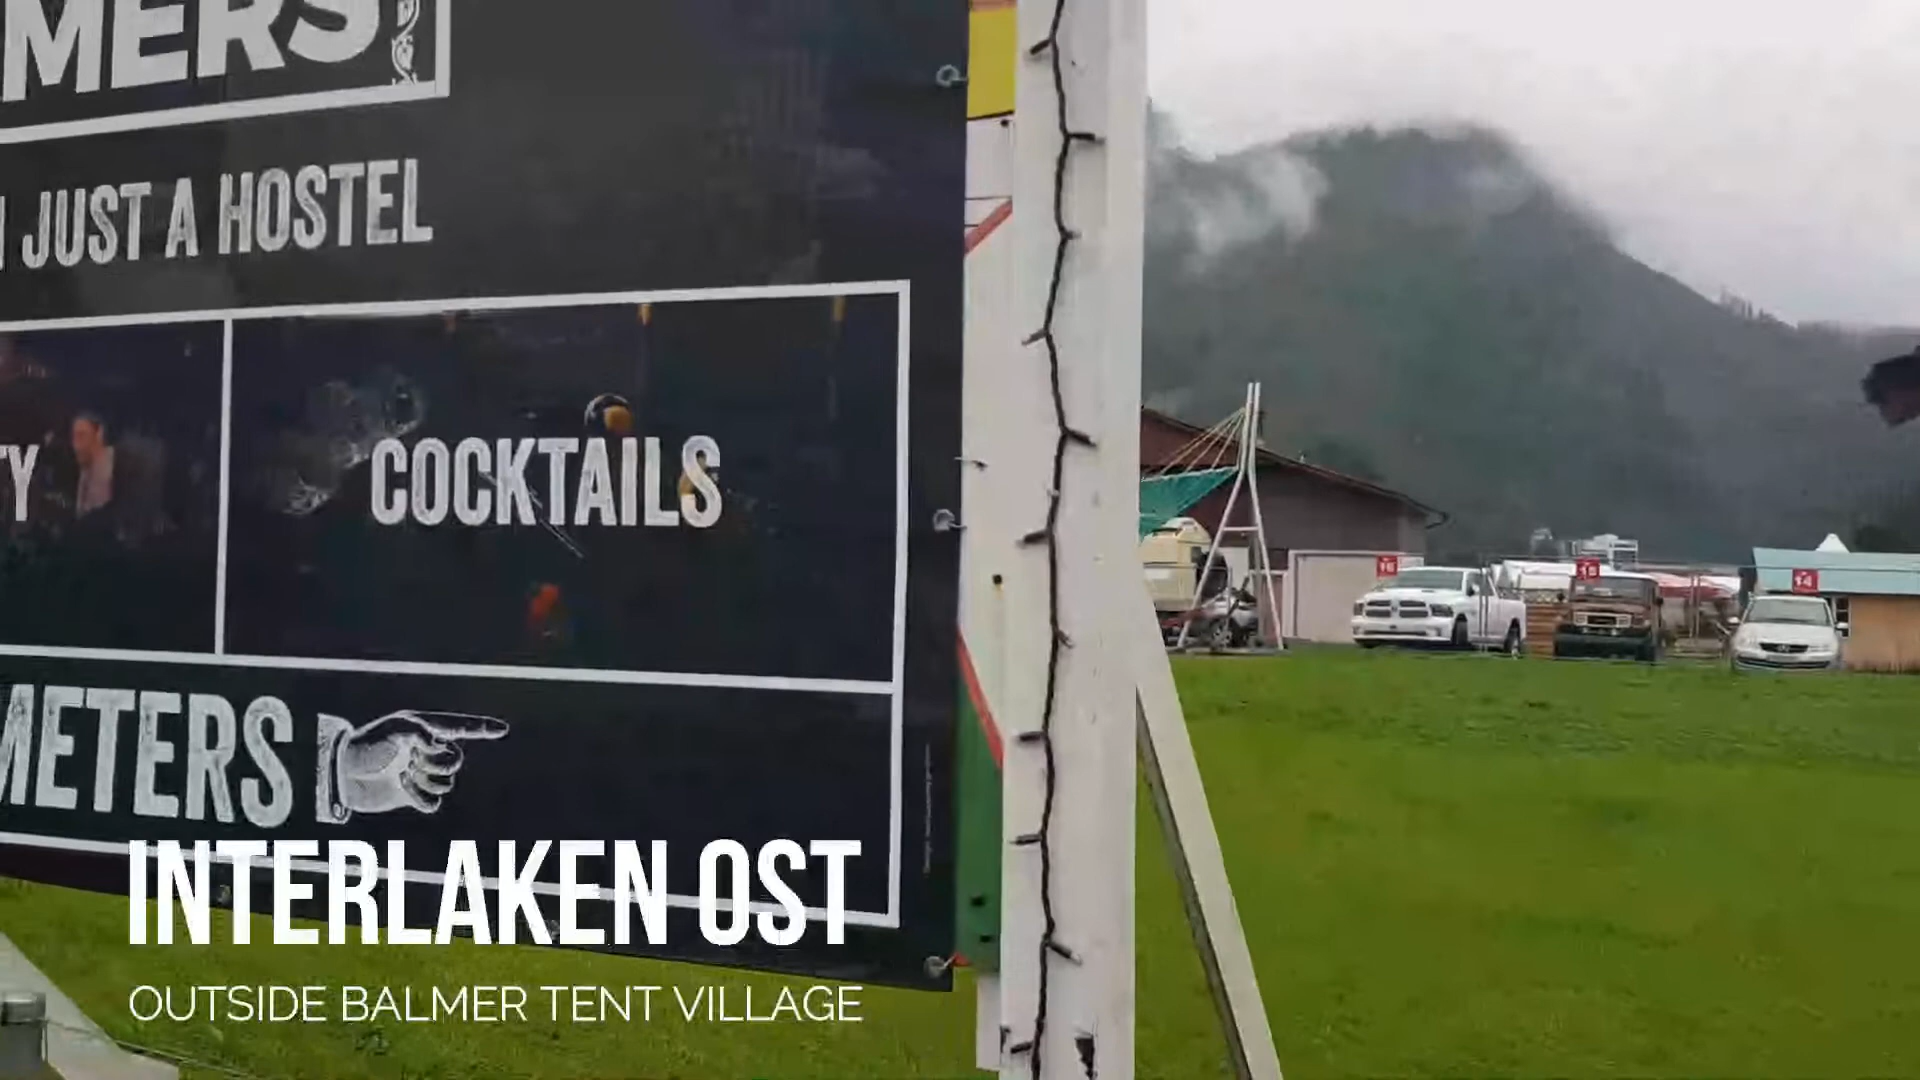 MERS
JUST A HOSTEL
TY
COCKTAILS
METERS
16
15
14
INTERLAKEN OST
OUTSIDE BALMER TENT VILLAGE